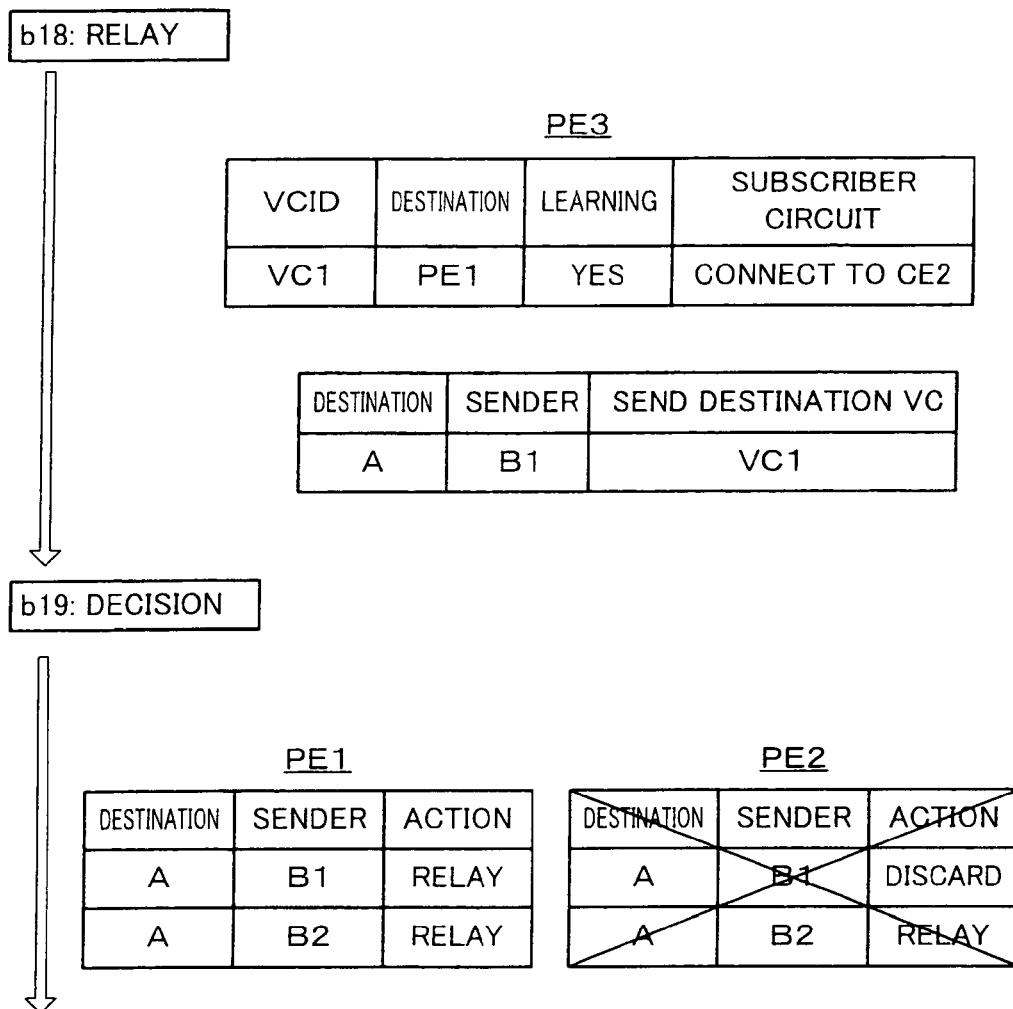 b18: RELAY
PE3
VCID DESTINATION LEARNING SUBSCRIBER CIRCUIT
VC1 PE1 YES CONNECT TO CE2
DESTINATION SENDER SEND DESTINATION VC
A B1 VC1
b19: DECISION
PE1
DESTINATION SENDER ACTION
A B1 RELAY
A B2 RELAY
PE2
DESTINATION SENDER ACTION
A B1 DISCARD
A B2 RELAY